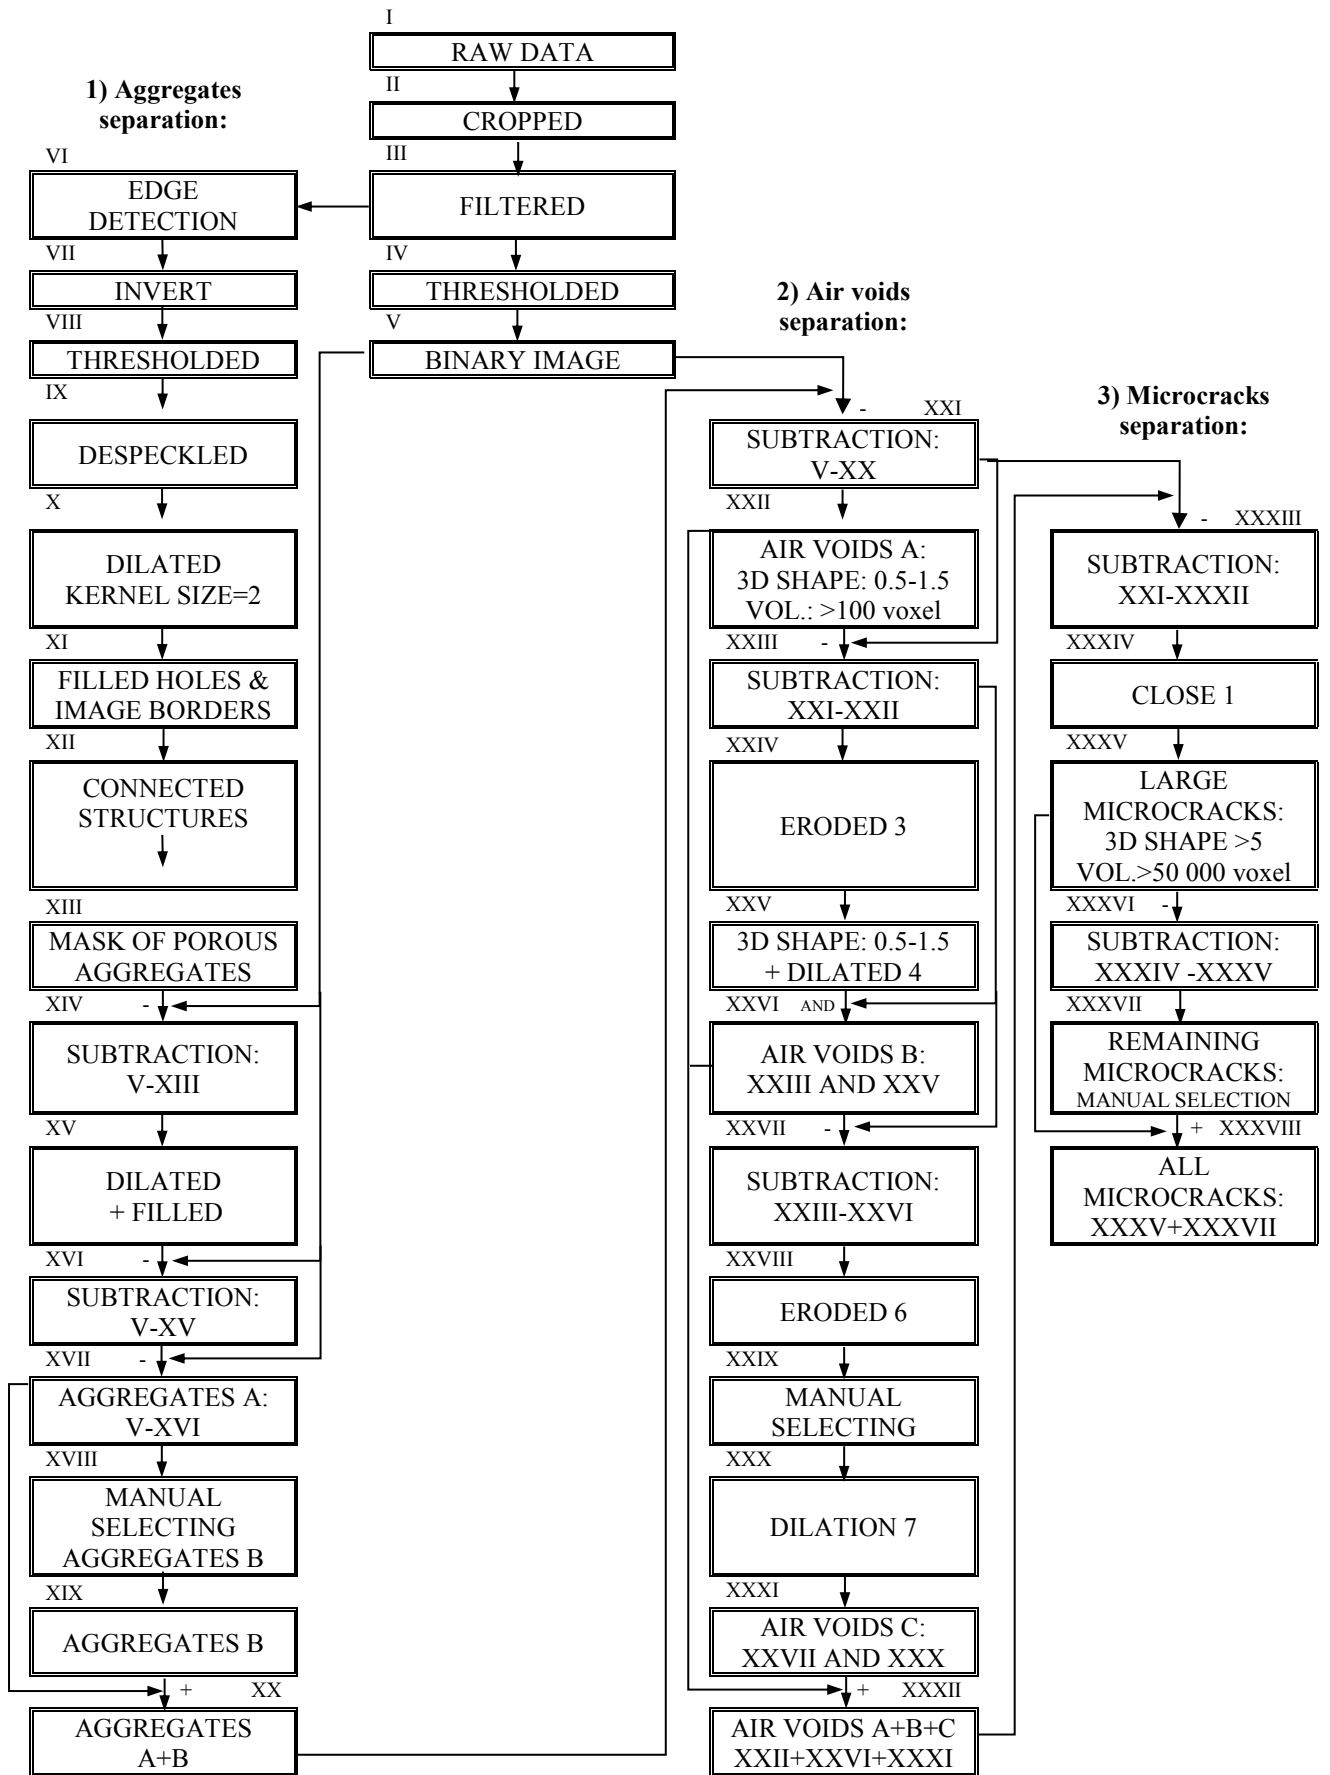 I
RAW DATA
II
CROPPED
III
FILTERED
IV
THRESHOLDED
V
BINARY IMAGE
1) Aggregates
separation:
VI
EDGE
DETECTION
VII
INVERT
VIII
THRESHOLDED
IX
DESPECKLED
X
DILATED
KERNEL SIZE=2
XI
FILLED HOLES &
IMAGE BORDERS
XII
CONNECTED
STRUCTURES
XIII
MASK OF POROUS
AGGREGATES
XIV -
SUBTRACTION:
V-XIII
XV
DILATED
+ FILLED
XVI -
SUBTRACTION:
V-XV
XVII -
AGGREGATES A:
V-XVI
XVIII
MANUAL
SELECTING
AGGREGATES B
XIX
AGGREGATES B
+ XX
AGGREGATES
A+B
2) Air voids
separation:
- XXI
SUBTRACTION:
V-XX
XXII
AIR VOIDS A:
3D SHAPE: 0.5-1.5
VOL.: >100 voxel
XXIII -
SUBTRACTION:
XXI-XXII
XXIV
ERODED 3
XXV
3D SHAPE: 0.5-1.5
+ DILATED 4
XXVI AND
AIR VOIDS B:
XXIII AND XXV
XXVII -
SUBTRACTION:
XXIII-XXVI
XXVIII
ERODED 6
XXIX
MANUAL
SELECTING
XXX
DILATION 7
XXXI
AIR VOIDS C:
XXVII AND XXX
+ XXXII
AIR VOIDS A+B+C
XXII+XXVI+XXXI
3) Microcracks
separation:
- XXXIII
SUBTRACTION:
XXI-XXXII
XXXIV
CLOSE 1
XXXV
LARGE
MICROCRACKS:
3D SHAPE >5
VOL.>50 000 voxel
XXXVI -
SUBTRACTION:
XXXIV -XXXV
XXXVII
REMAINING
MICROCRACKS:
MANUAL SELECTION
+ XXXVIII
ALL
MICROCRACKS:
XXXV+XXXVII